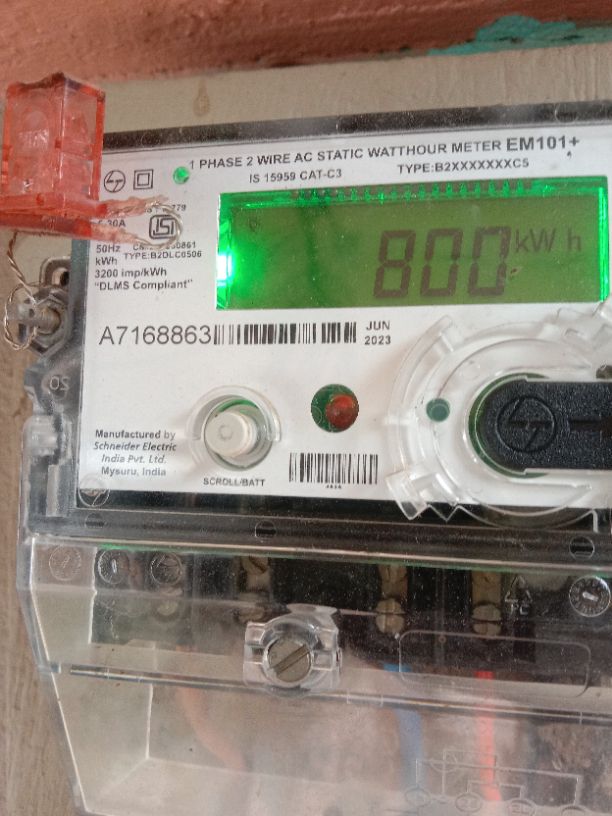 1 PHASE 2 WIRE AC STATIC WATTHOUR METER EM101+
IS 15959 CAT-C3 TYPE:B2XXXXXXXC5
50Hz
kWh TYPE:B2DLC0506
3200 imp/kWh
"DLMS Compliant"
800 kW h
A7168863 JUN
2023
Manufactured by
Schneider Electric
India Pvt. Ltd.
Mysuru, India
SCROLL/BATT